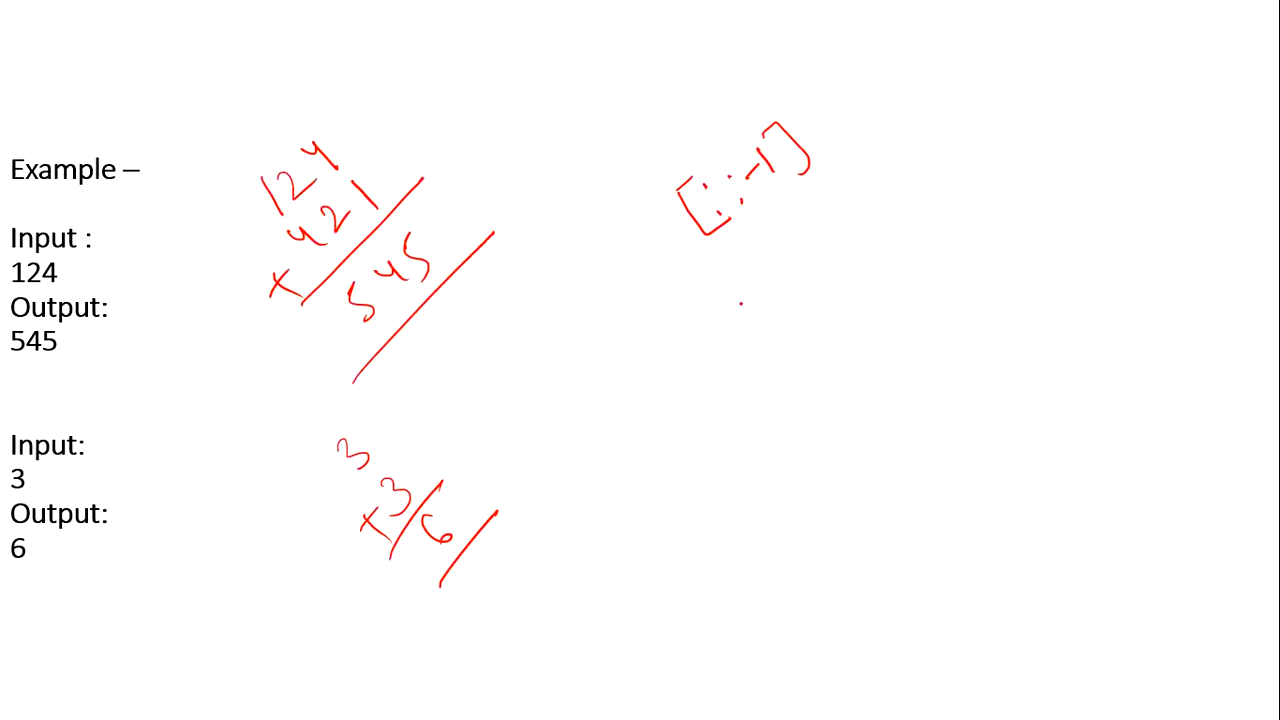 Example –
Input :
124
Output:
545
Input:
3
Output:
6
124
+ 421
545
3
+3
6
[::-1]